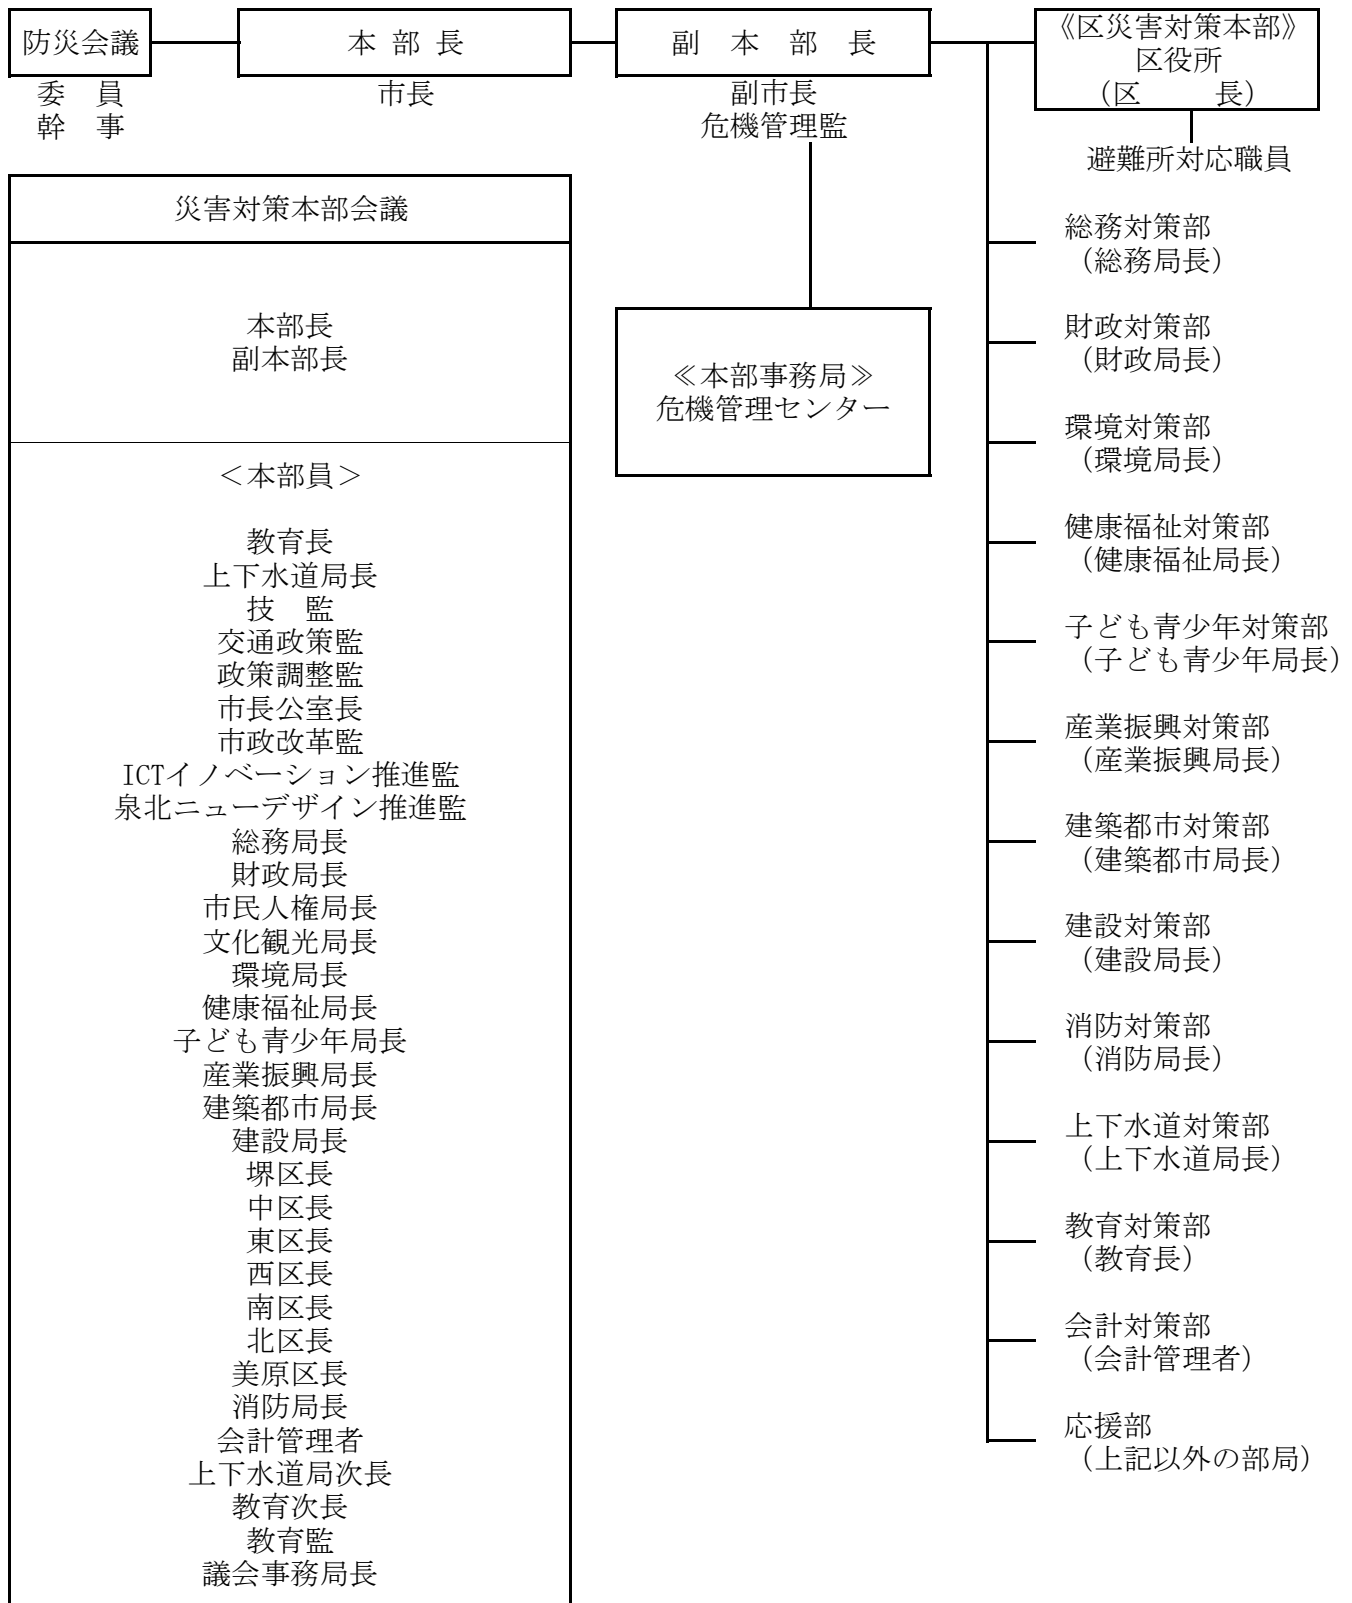 防災会議
委　員
幹　事
本 部 長
市長
副　本　部　長
副市長
危機管理監
《区災害対策本部》
区役所
（区　　長）
避難所対応職員
災害対策本部会議
本部長
副本部長
＜本部員＞
教育長
上下水道局長
技　監
交通政策監
政策調整監
市長公室長
市政改革監
ICTイノベーション推進監
泉北ニューデザイン推進監
総務局長
財政局長
市民人権局長
文化観光局長
環境局長
健康福祉局長
子ども青少年局長
産業振興局長
建築都市局長
建設局長
堺区長
中区長
東区長
西区長
南区長
北区長
美原区長
消防局長
会計管理者
上下水道局次長
教育次長
教育監
議会事務局長
≪本部事務局≫
危機管理センター
総務対策部
（総務局長）
財政対策部
（財政局長）
環境対策部
（環境局長）
健康福祉対策部
（健康福祉局長）
子ども青少年対策部
（子ども青少年局長）
産業振興対策部
（産業振興局長）
建築都市対策部
（建築都市局長）
建設対策部
（建設局長）
消防対策部
（消防局長）
上下水道対策部
（上下水道局長）
教育対策部
（教育長）
会計対策部
（会計管理者）
応援部
（上記以外の部局）